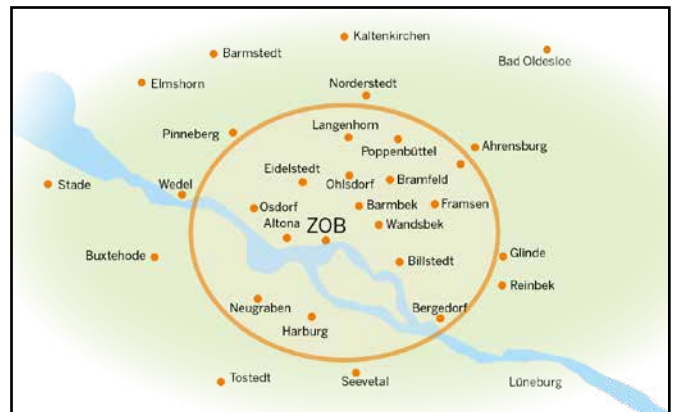 Kaltenkirchen
Barmstedt
Bad Oldesloe
Elmshorn
Norderstedt
Langenhorn
Pinneberg
Poppenbüttel
Ahrensburg
Eidelstedt
Ohlsdorf
Bramfeld
Stade
Wedel
Osdorf
Barmbek
Framsen
Altona
ZOB
Wandsbek
Buxtehode
Billstedt
Glinde
Reinbek
Neugraben
Bergedorf
Harburg
Tostedt
Seevetal
Lüneburg